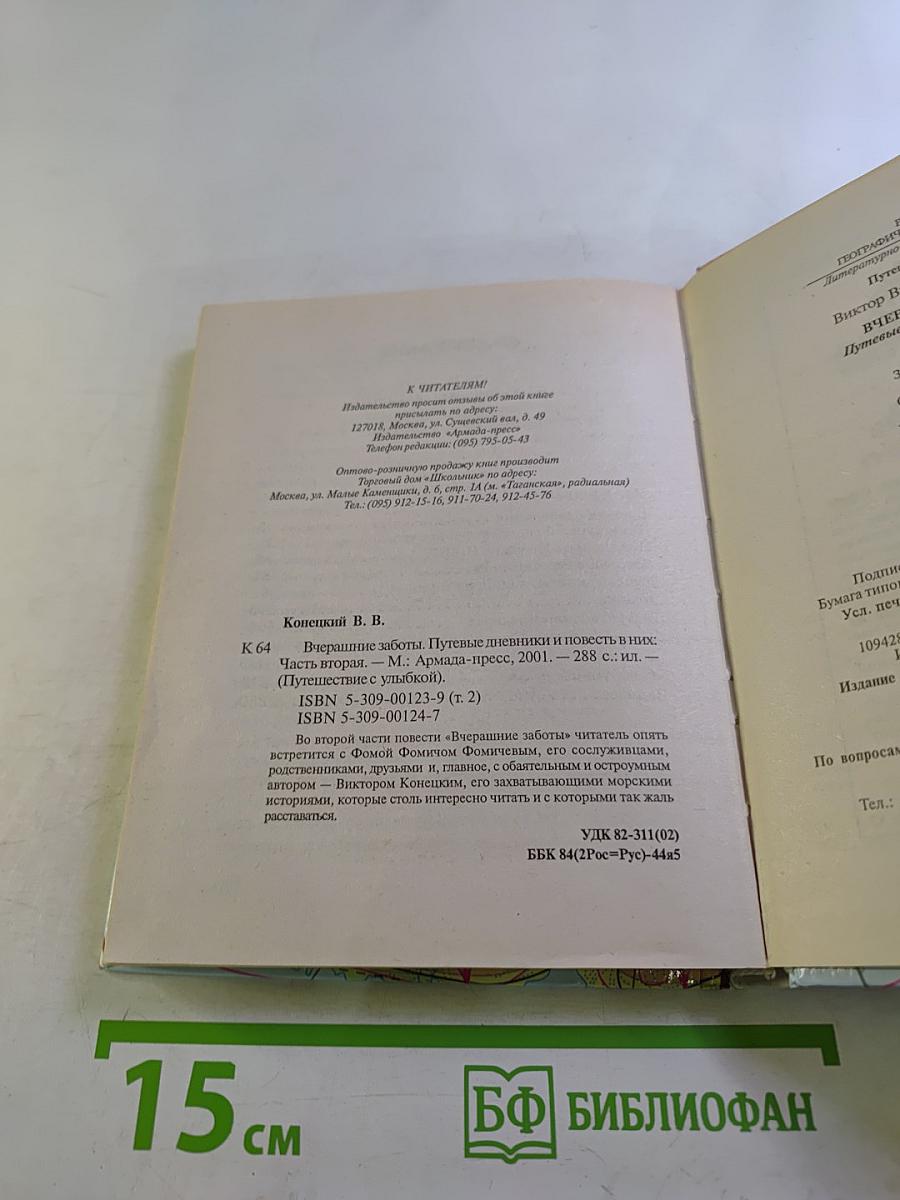 К ЧИТАТЕЛЯМ!
Издательство просит отзывы об этой книге
присылать по адресу:
127018, Москва, ул. Сущевский вал, д. 49
Издательство «Армада-пресс»
Телефон редакции: (095) 795-05-43
Оптово-розничную продажу книг производит
Торговый дом «Школьник» по адресу:
Москва, ул. Малые Каменщики, д. 6, стр. 1А (м. «Таганская», радиальная)
Тел.: (095) 912-15-16, 911-70-24, 912-45-76
Конецкий В. В.
К 64 Вчерашние заботы. Путевые дневники и повесть в них:
Часть вторая. — М.: Армада-пресс, 2001. — 288 с.: ил. —
(Путешествие с улыбкой).
ISBN 5-309-00123-9 (т. 2)
ISBN 5-309-00124-7
Во второй части повести «Вчерашние заботы» читатель опять
встретится с Фомой Фомичом Фомичевым, его сослуживцами,
родственниками, друзьями и, главное, с обаятельным и остроумным
автором — Виктором Конецким, его захватывающими морскими
историями, которые столь интересно читать и с которыми так жаль
расставаться.
УДК 82-311(02)
ББК 84(2Рос=Рус)-44я5
Виктор В
Путевые
Бумага
Усл. печ
109428
Издание
По вопросам
Тел.:
15 см
БФ БИБЛИОФАН